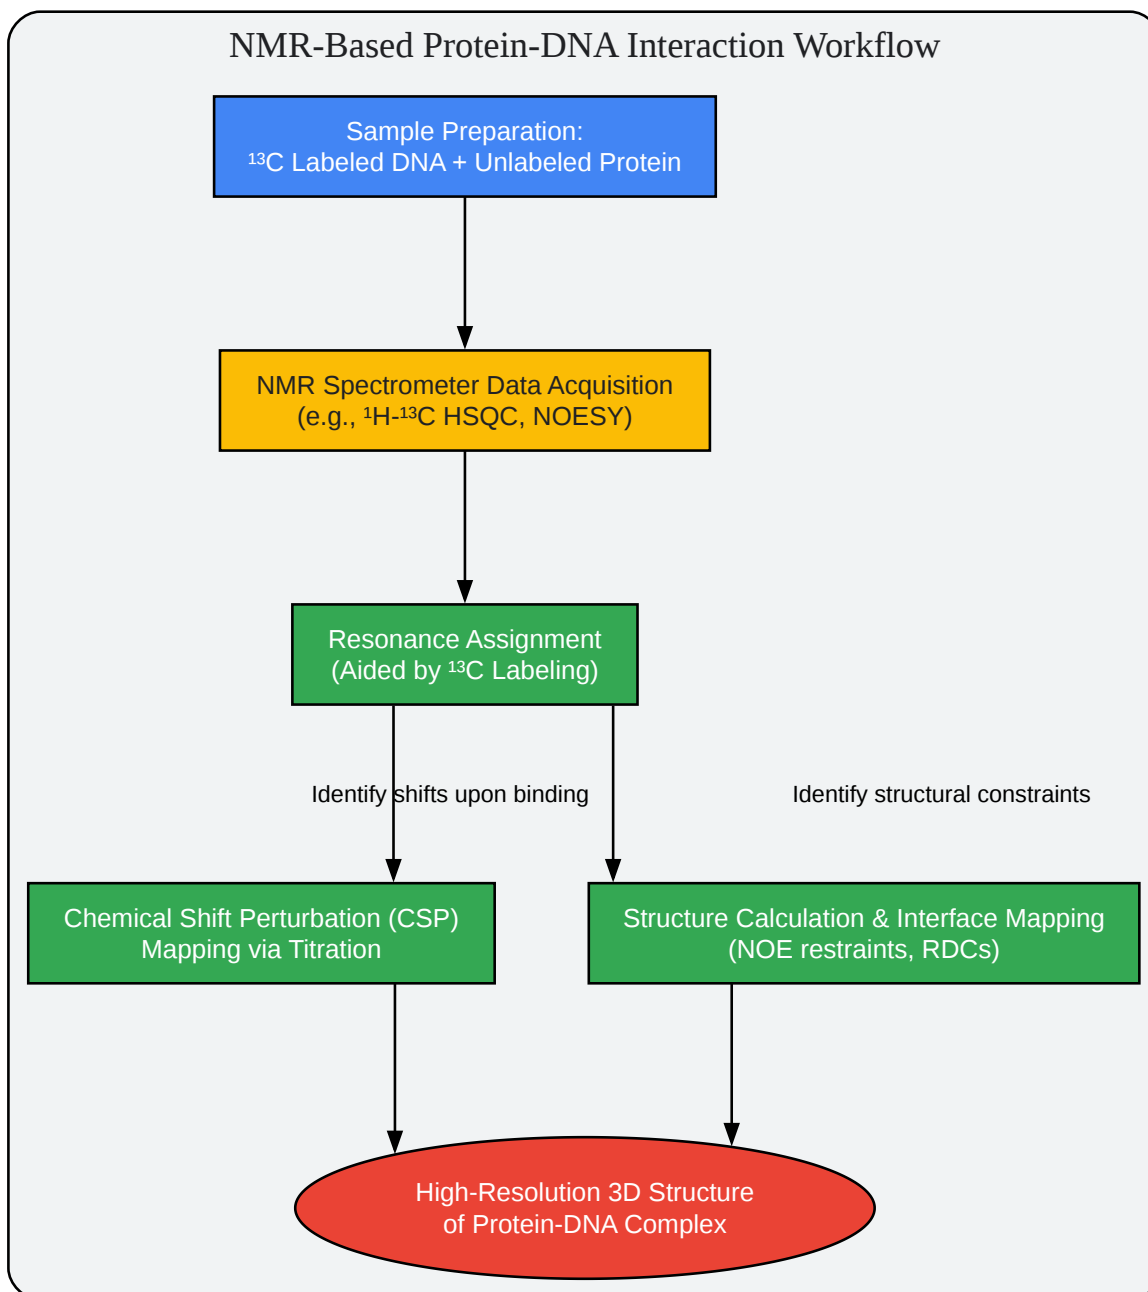 NMR-Based Protein-DNA Interaction Workflow
Sample Preparation:
¹³C Labeled DNA + Unlabeled Protein
NMR Spectrometer Data Acquisition
(e.g., ¹H-¹³C HSQC, NOESY)
Resonance Assignment
(Aided by ¹³C Labeling)
Identify shifts upon binding
Identify structural constraints
Chemical Shift Perturbation (CSP)
Mapping via Titration
Structure Calculation & Interface Mapping
(NOE restraints, RDCs)
High-Resolution 3D Structure
of Protein-DNA Complex